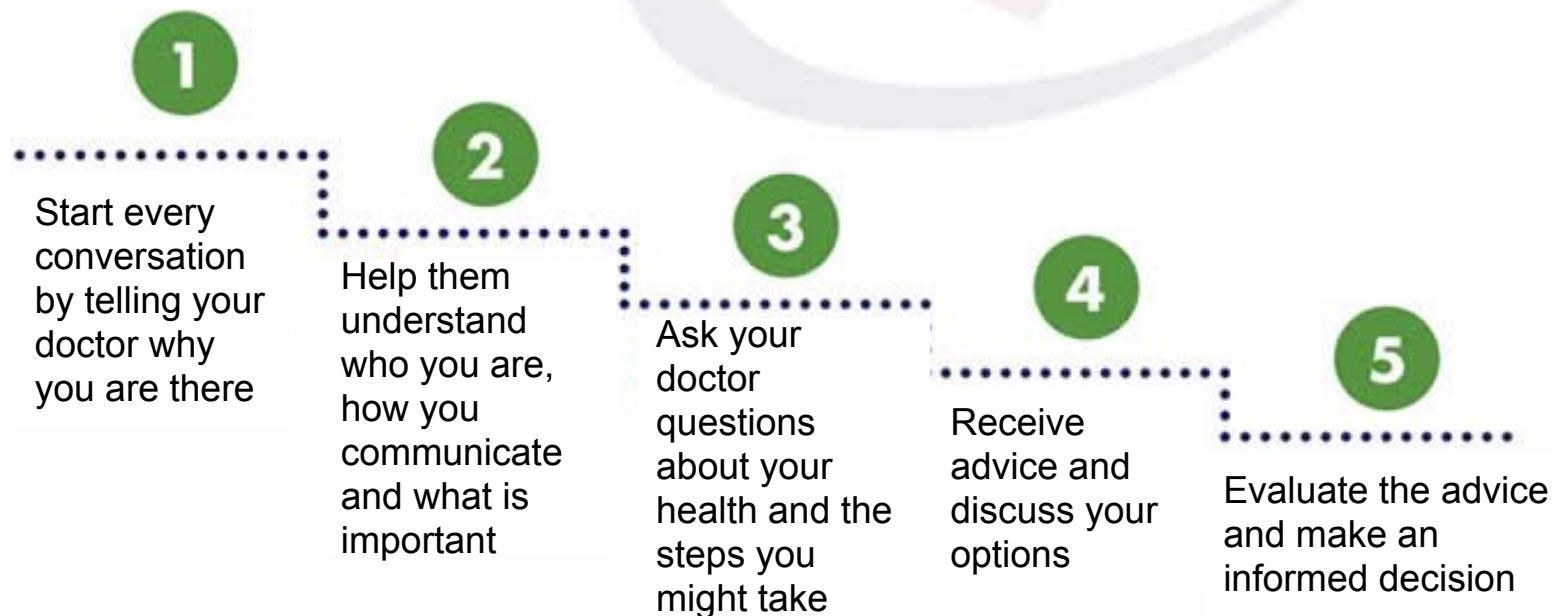 1
Start every
conversation
by telling your
doctor why
you are there
2
Help them
understand
who you are,
how you
communicate
and what is
important
3
Ask your
doctor
questions
about your
health and the
steps you
might take
4
Receive
advice and
discuss your
options
5
Evaluate the advice
and make an
informed decision